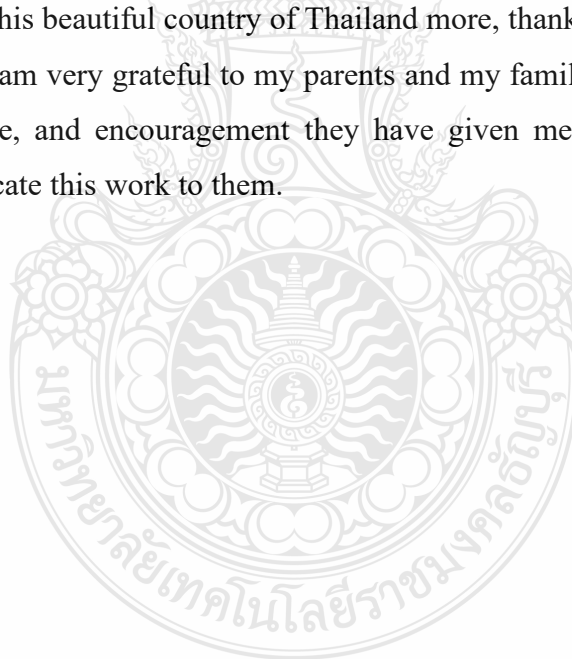 his beautiful country of Thailand more, thank
am very grateful to my parents and my famil
e, and encouragement they have given me
cate this work to them.
มหาวิทยาลัยเทคโนโลยีราชมงคลธัญบุรี